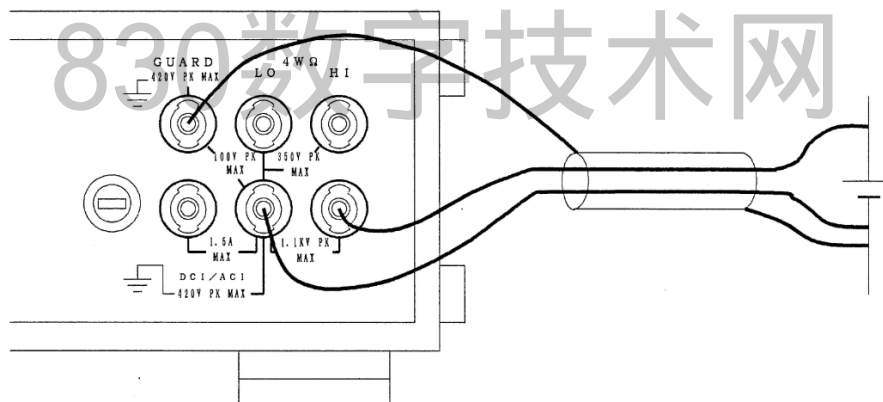 830数字技术网
GUARD
420V PK MAX
4WΩ
LO
HI
100V PK
MAX
350V PK
MAX
1.5A
MAX
1.1KV PK
MAX
DCI/ACI
420V PK MAX